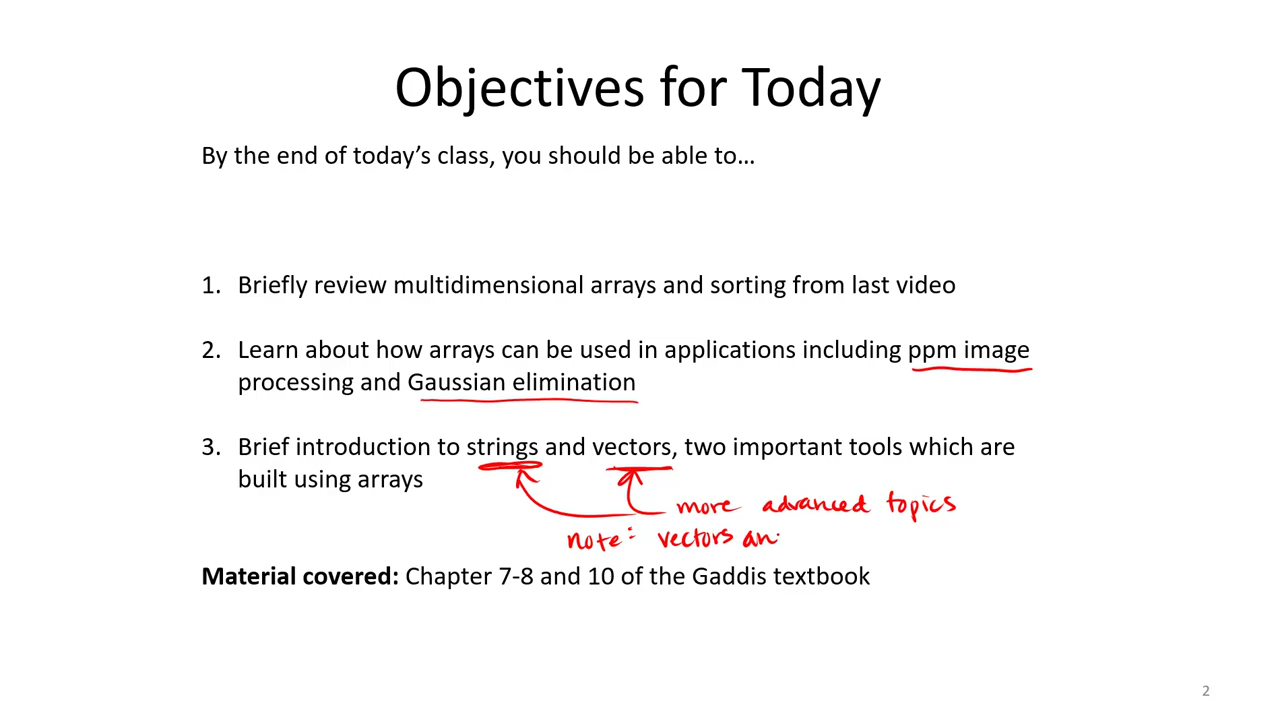 Objectives for Today
By the end of today’s class, you should be able to…
1. Briefly review multidimensional arrays and sorting from last video
2. Learn about how arrays can be used in applications including ppm image
processing and Gaussian elimination
3. Brief introduction to strings and vectors, two important tools which are
built using arrays
more advanced topics
note: vectors an
Material covered: Chapter 7-8 and 10 of the Gaddis textbook
2